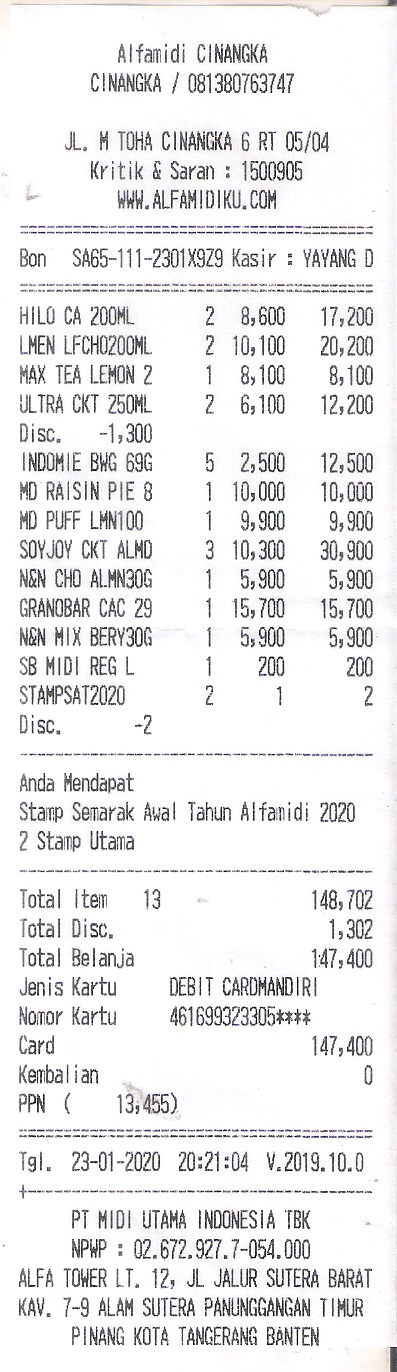 Alfamidi CINANGKA
CINANGKA / 081380763747
JL. M TOHA CINANGKA 6 RT 05/04
Kritik & Saran : 1500905
WWW.ALFAMIDIKU.COM
Bon SA65-111-2301X9Z9 Kasir : YAYANG D
HILO CA 200ML 2 8,600 17,200
LMEN LFCHO200ML 2 10,100 20,200
MAX TEA LEMON 2 1 8,100 8,100
ULTRA CKT 250ML 2 6,100 12,200
Disc. -1,300
INDOMIE BWG 69G 5 2,500 12,500
MD RAISIN PIE 8 1 10,000 10,000
MD PUFF LMN100 1 9,900 9,900
SOYJOY CKT ALMD 3 10,300 30,900
N&N CHO ALMN30G 1 5,900 5,900
GRANOBAR CAC 29 1 15,700 15,700
N&N MIX BERY30G 1 5,900 5,900
SB MIDI REG L 1 200 200
STAMPSAT2020 2 1 2
Disc. -2
Anda Mendapat
Stamp Semarak Awal Tahun Alfamidi 2020
2 Stamp Utama
Total Item 13 148,702
Total Disc. 1,302
Total Belanja 147,400
Jenis Kartu DEBIT CARDMANDIRI
Nomor Kartu 461699323305****
Card 147,400
Kembalian 0
PPN ( 13,455)
Tgl. 23-01-2020 20:21:04 V.2019.10.0
PT MIDI UTAMA INDONESIA TBK
NPWP : 02.672.927.7-054.000
ALFA TOWER LT. 12, JL JALUR SUTERA BARAT
KAV. 7-9 ALAM SUTERA PANUNGGANGAN TIMUR
PINANG KOTA TANGERANG BANTEN